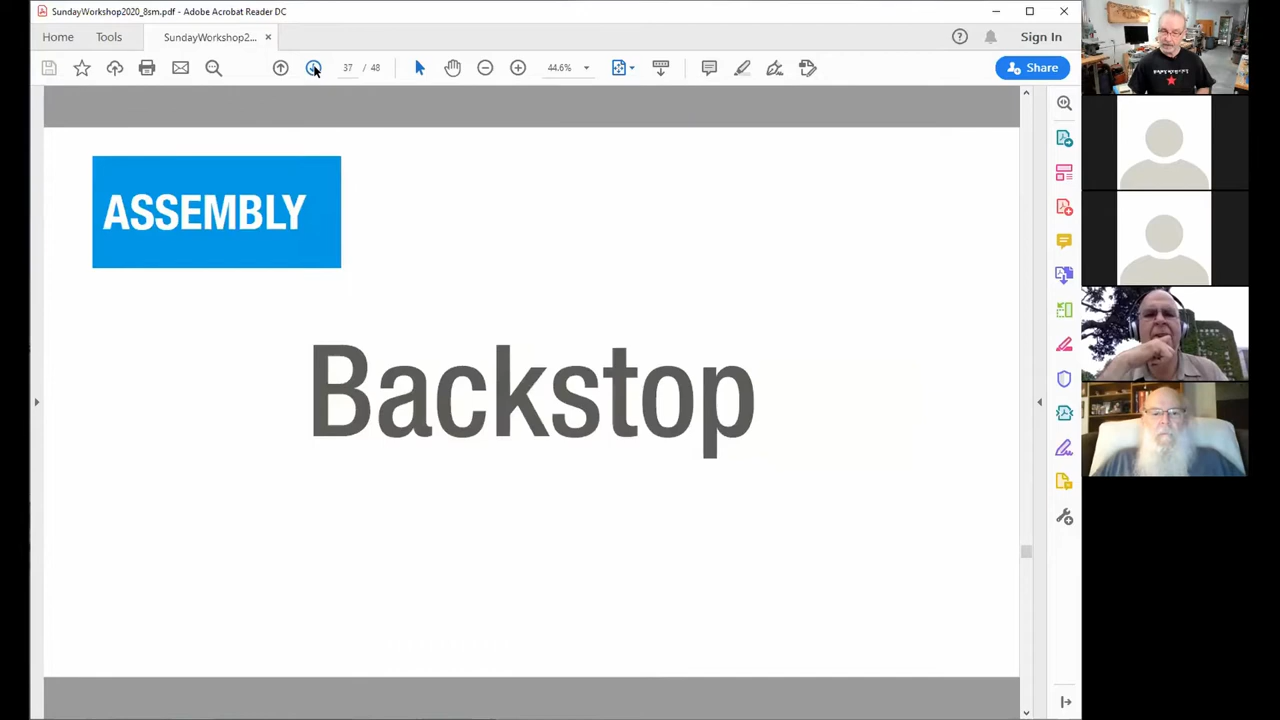 SundayWorkshop2020_8sm.pdf - Adobe Acrobat Reader DC
Home
Tools
SundayWorkshop2...
Sign In
37 / 48
44.6%
Share
ASSEMBLY
Backstop